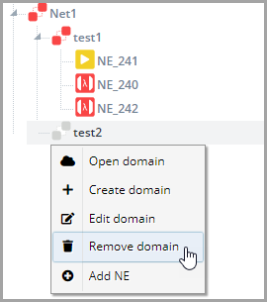 Net1
test1
NE_241
NE_240
NE_242
test2
Open domain
Create domain
Edit domain
Remove domain
Add NE